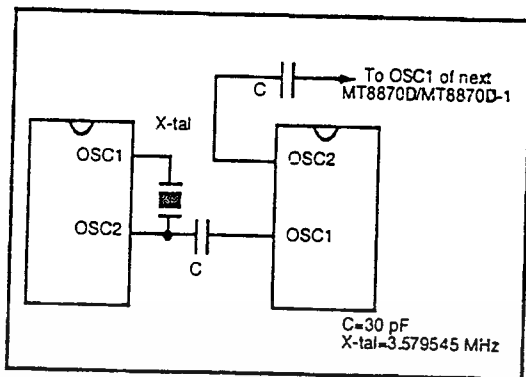 To OSC1 of next
MT8870D/MT8870D-1
C
X-tal
OSC1
OSC2
OSC2
OSC1
C
C=30 pF
X-tal=3.579545 MHz